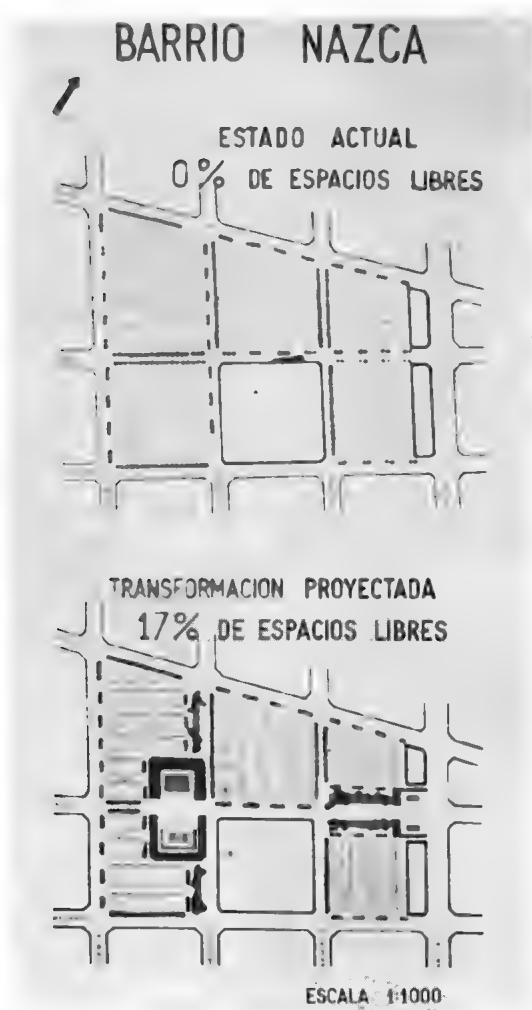 BARRIO NAZCA
ESTADO ACTUAL
0% DE ESPACIOS LIBRES
TRANSFORMACION PROYECTADA
17% DE ESPACIOS LIBRES
ESCALA 1:1000